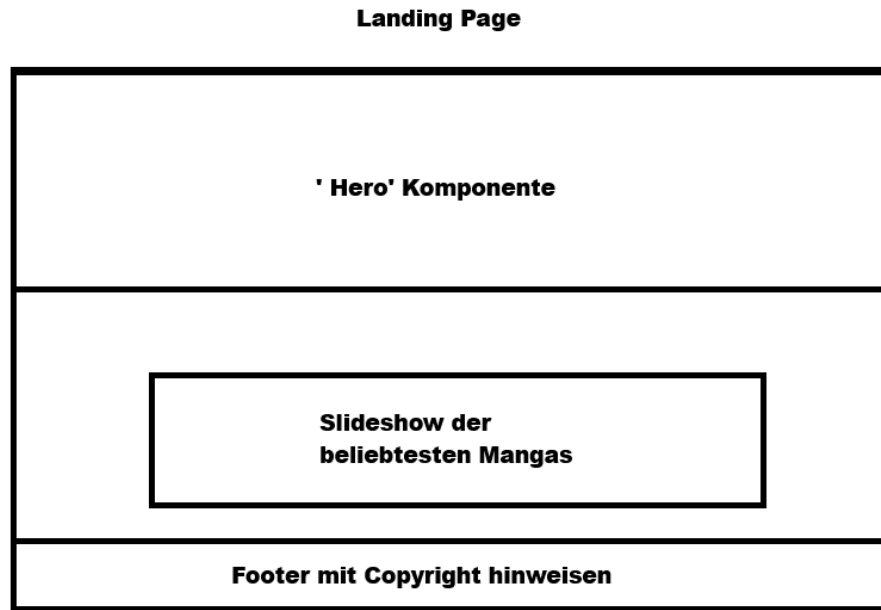 Landing Page
' Hero' Komponente
Slideshow der
beliebtesten Mangas
Footer mit Copyright hinweisen